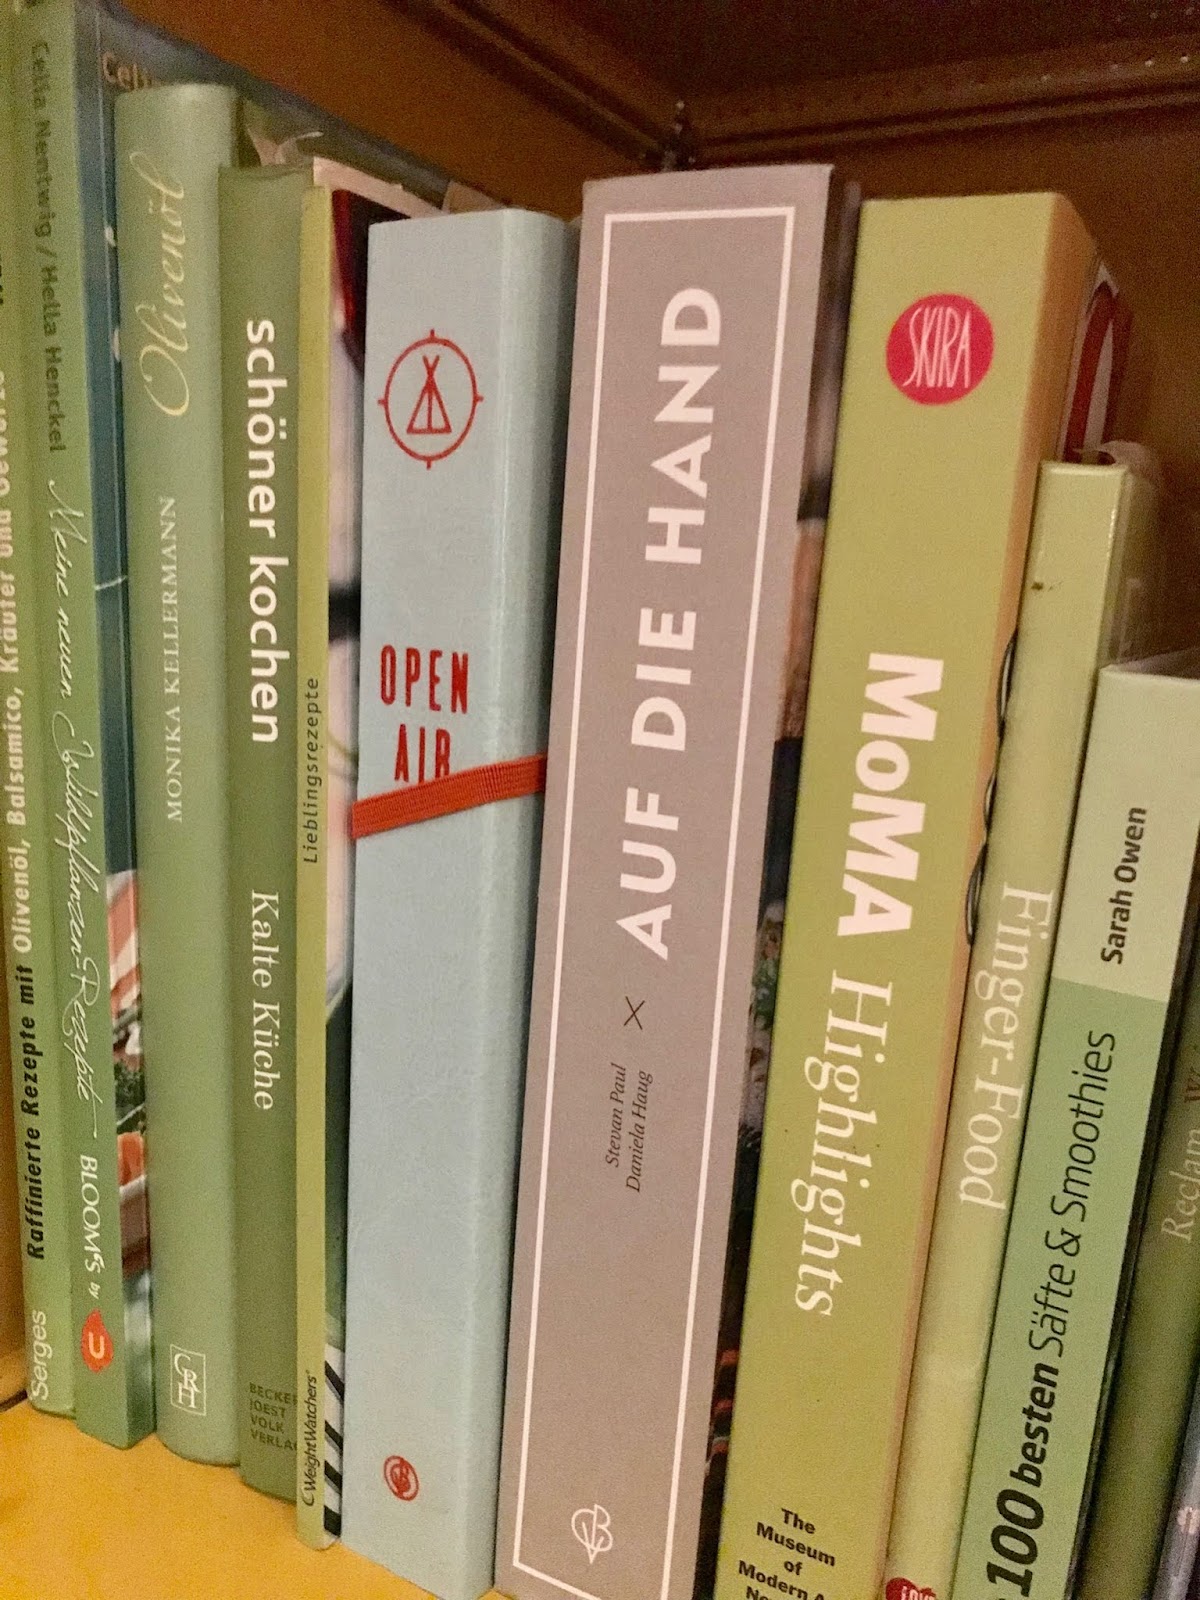 Serges
Raffinierte Rezepte mit Olivenöl, Balsamico, Kräuter und
Celia Nentwig / Hella Henckel
Meine neuen Wildpflanzen-Rezepte
BLOOM's by
U
Olivenöl
MONIKA KELLERMANN
schöner kochen
Kalte Küche
BECKER
JOEST
VOLK
VERLAG
Lieblingsrezepte
WeightWatchers
OPEN
AIR
AUF DIE HAND
Stevan Paul
Daniela Haug
SKIRA
MoMA Highlights
The
Museum
of
Modern
Finger-Food
Sarah Owen
100 besten Säfte & Smoothies